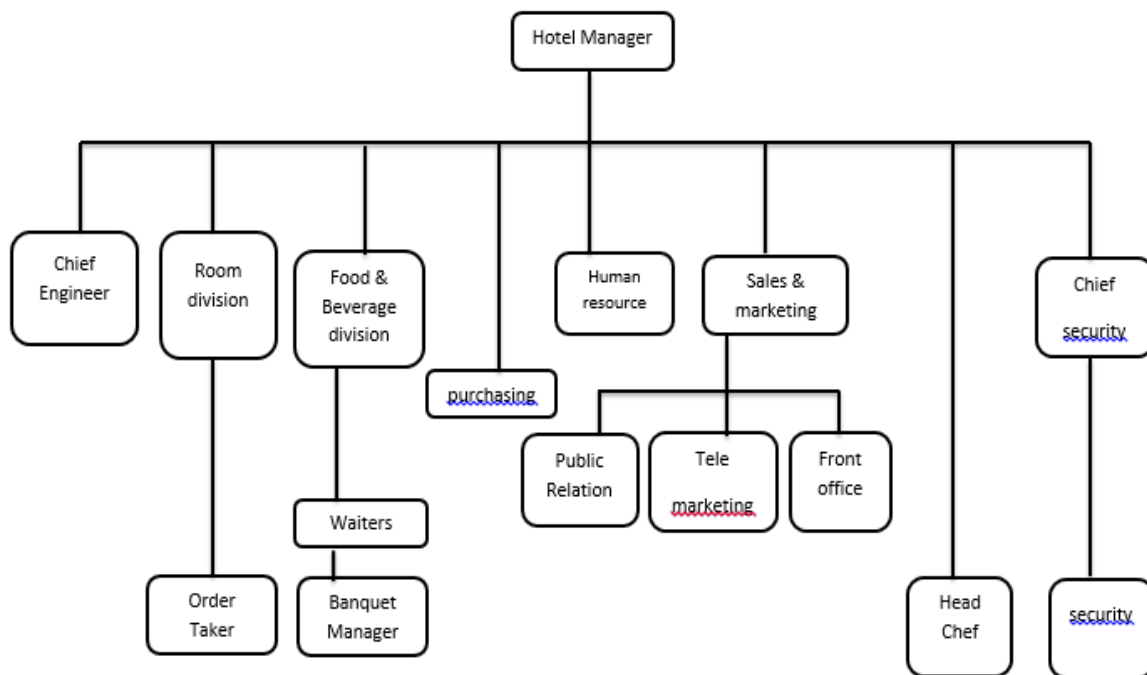 Hotel Manager
Chief
Engineer
Room
division
Food &
Beverage
division
purchasing
Human
resource
Sales &
marketing
Chief
security
Public
Relation
Tele
marketing
Front
office
Waiters
Order
Taker
Banquet
Manager
Head
Chef
security